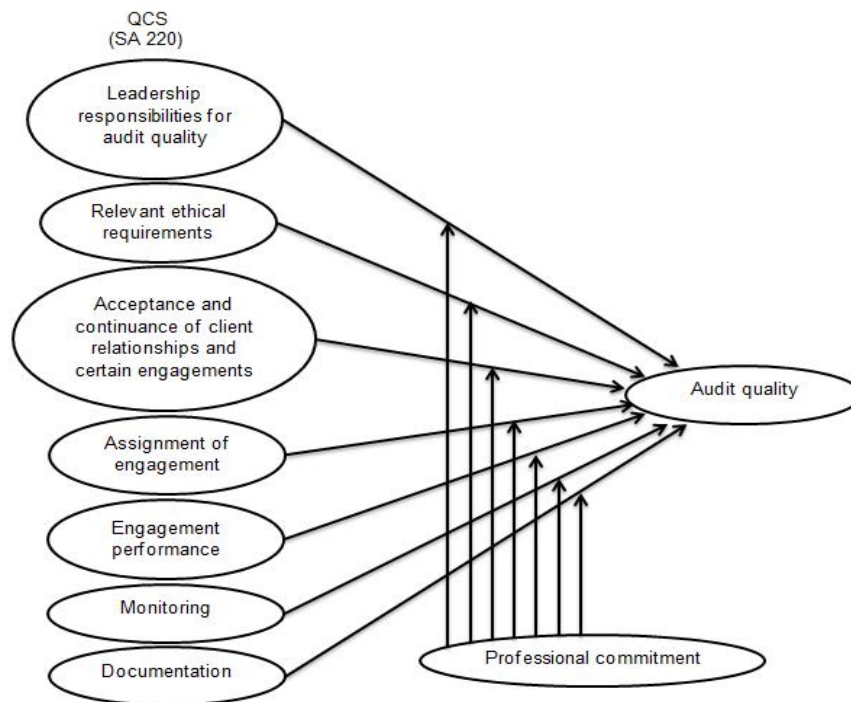 QCS
(SA 220)
Leadership
responsibilities for
audit quality
Relevant ethical
requirements
Acceptance and
continuance of client
relationships and
certain engagements
Audit quality
Assignment of
engagement
Engagement
performance
Monitoring
Documentation
Professional commitment